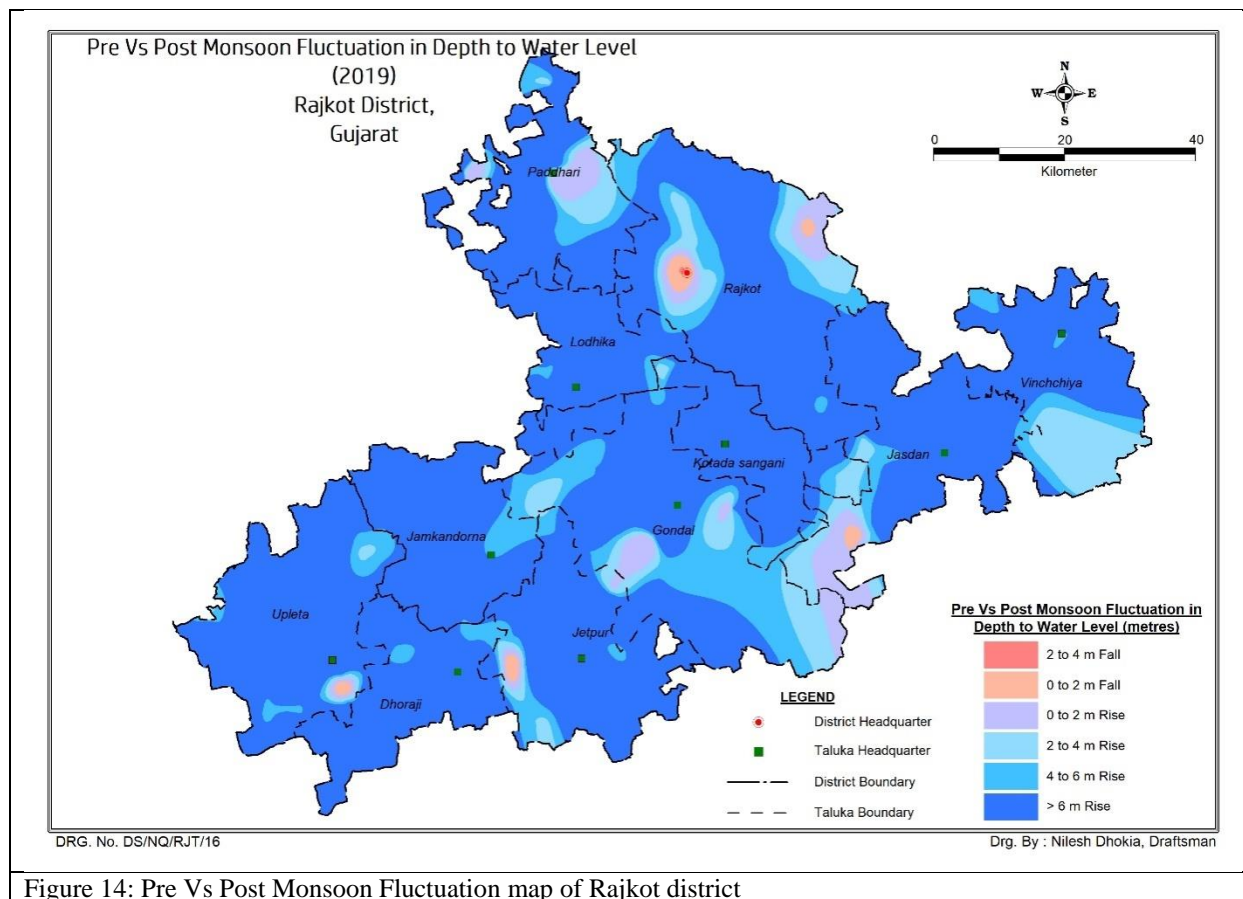 Pre Vs Post Monsoon Fluctuation in Depth to Water Level
(2019)
Rajkot District,
Gujarat
N
W E
S
0 20 40
Kilometer
Paddhari
Rajkot
Lodhika
Vinchchiya
Kotada sangani
Jasdan
Gondal
Jamkandorna
Upleta
Jetpur
Dhoraji
Pre Vs Post Monsoon Fluctuation in
Depth to Water Level (metres)
2 to 4 m Fall
0 to 2 m Fall
0 to 2 m Rise
2 to 4 m Rise
4 to 6 m Rise
> 6 m Rise
LEGEND
District Headquarter
Taluka Headquarter
District Boundary
Taluka Boundary
DRG. No. DS/NQ/RJT/16
Drg. By : Nilesh Dhokia, Draftsman
Figure 14: Pre Vs Post Monsoon Fluctuation map of Rajkot district